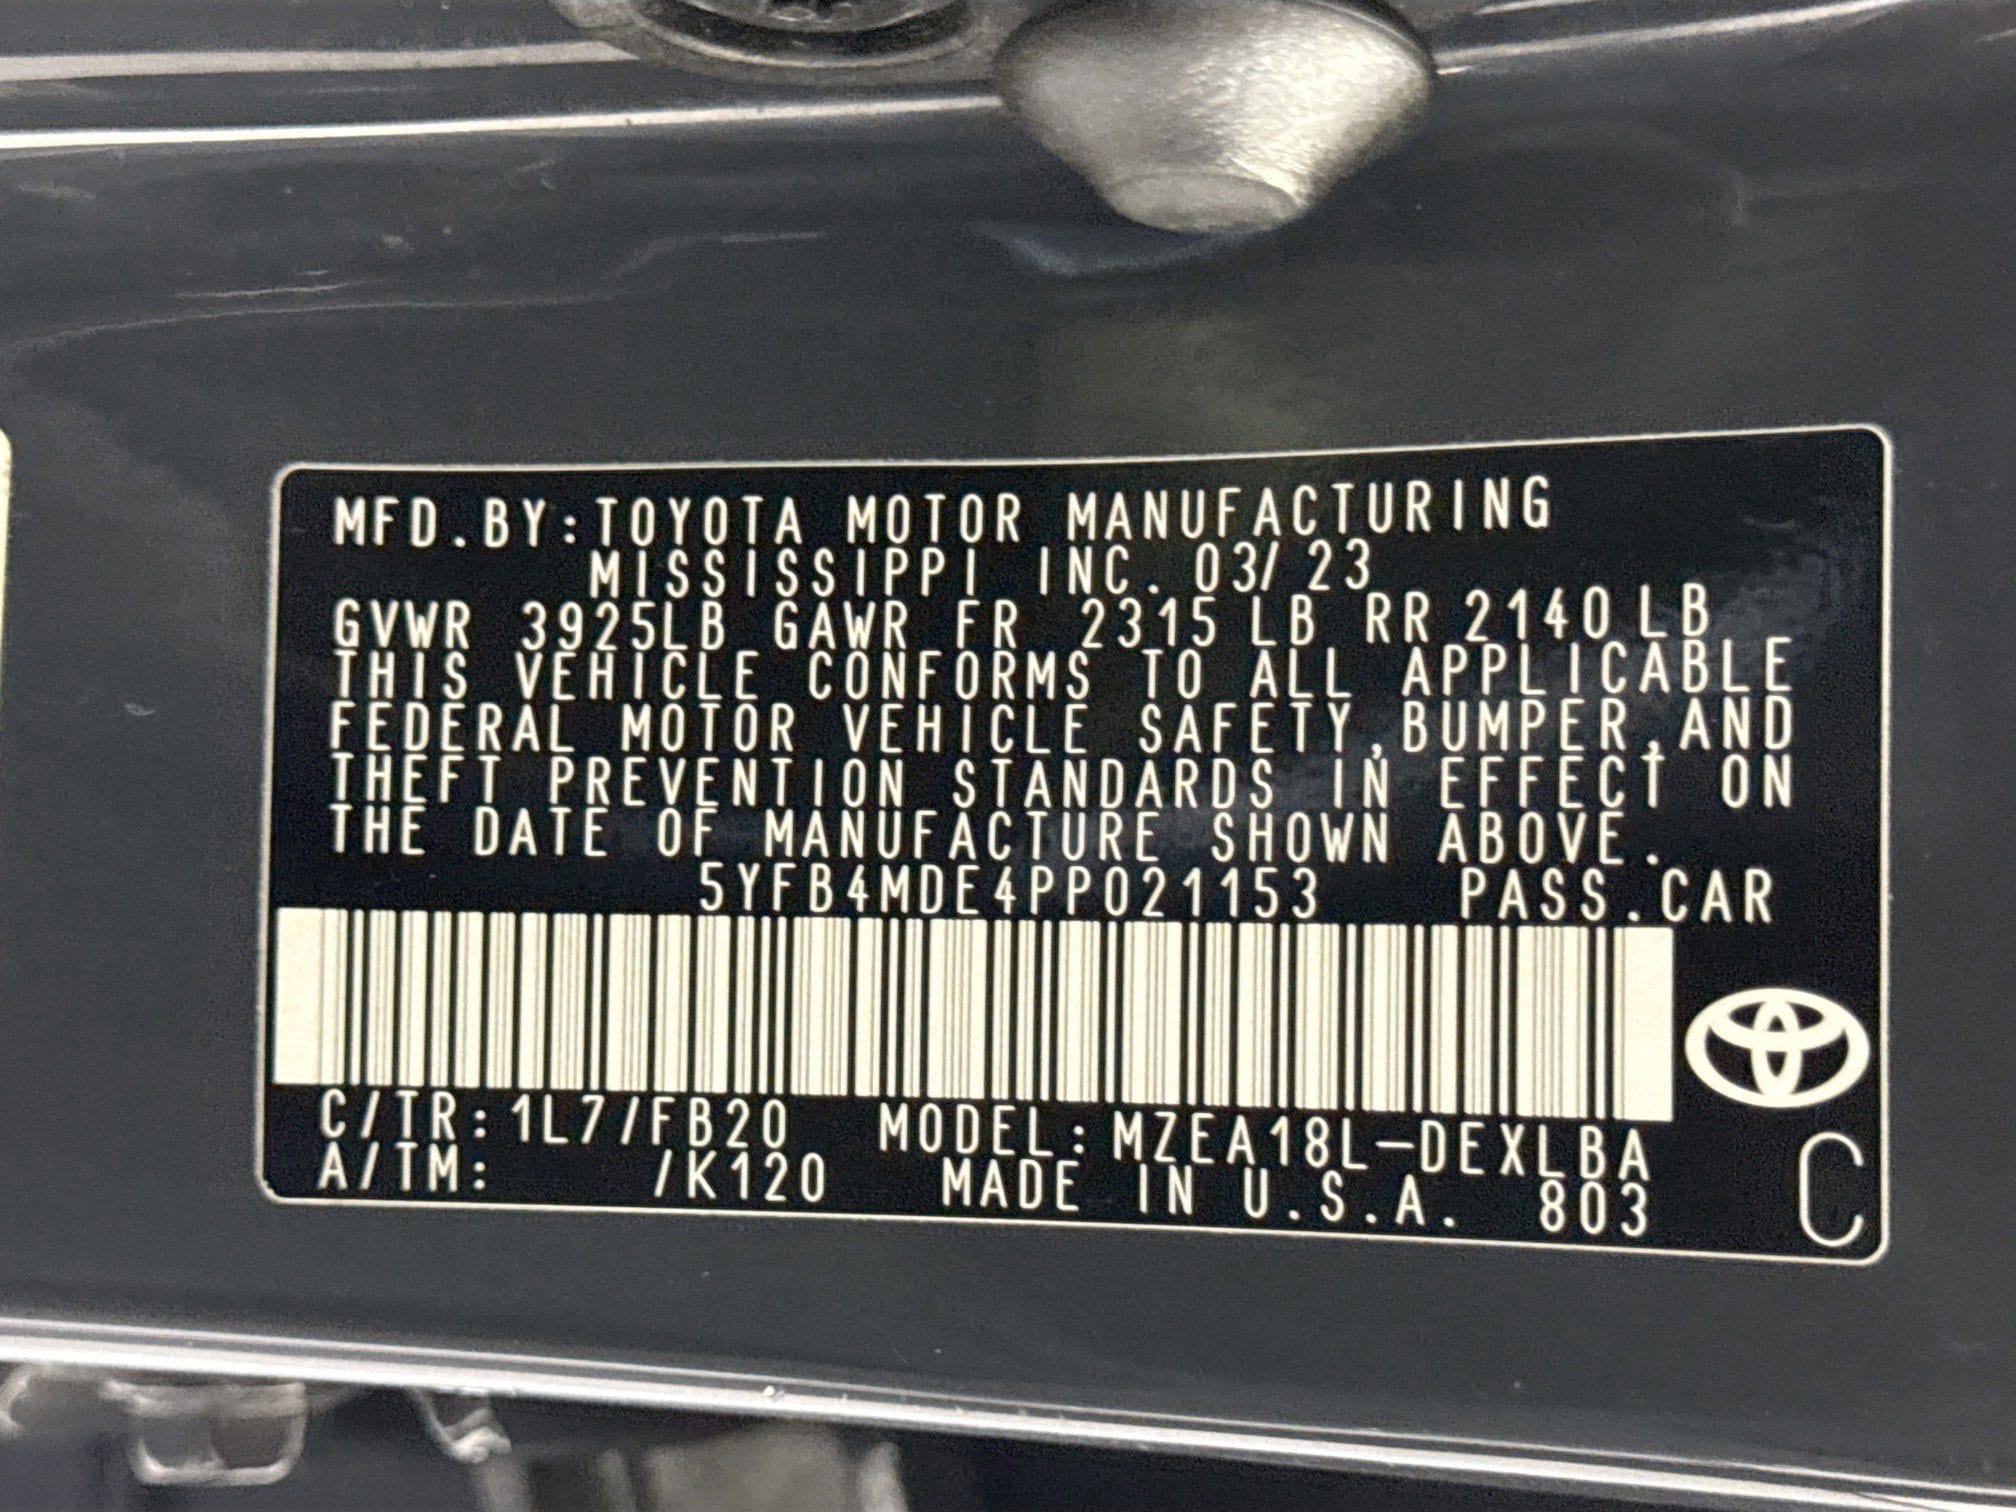 MFD.BY:TOYOTA MOTOR MANUFACTURING
MISSISSIPPI INC. 03/23
GVWR 3925LB GAWR FR 2315 LB RR 2140 LB
THIS VEHICLE CONFORMS TO ALL APPLICABLE
FEDERAL MOTOR VEHICLE SAFETY,BUMPER,AND
THEFT PREVENTION STANDARDS IN EFFECT ON
THE DATE OF MANUFACTURE SHOWN ABOVE.
5YFB4MDE4PP021153 PASS.CAR
C/TR:1L7/FB20 MODEL:MZEA18L-DEXLBA
A/TM: /K120 MADE IN U.S.A. 803
C